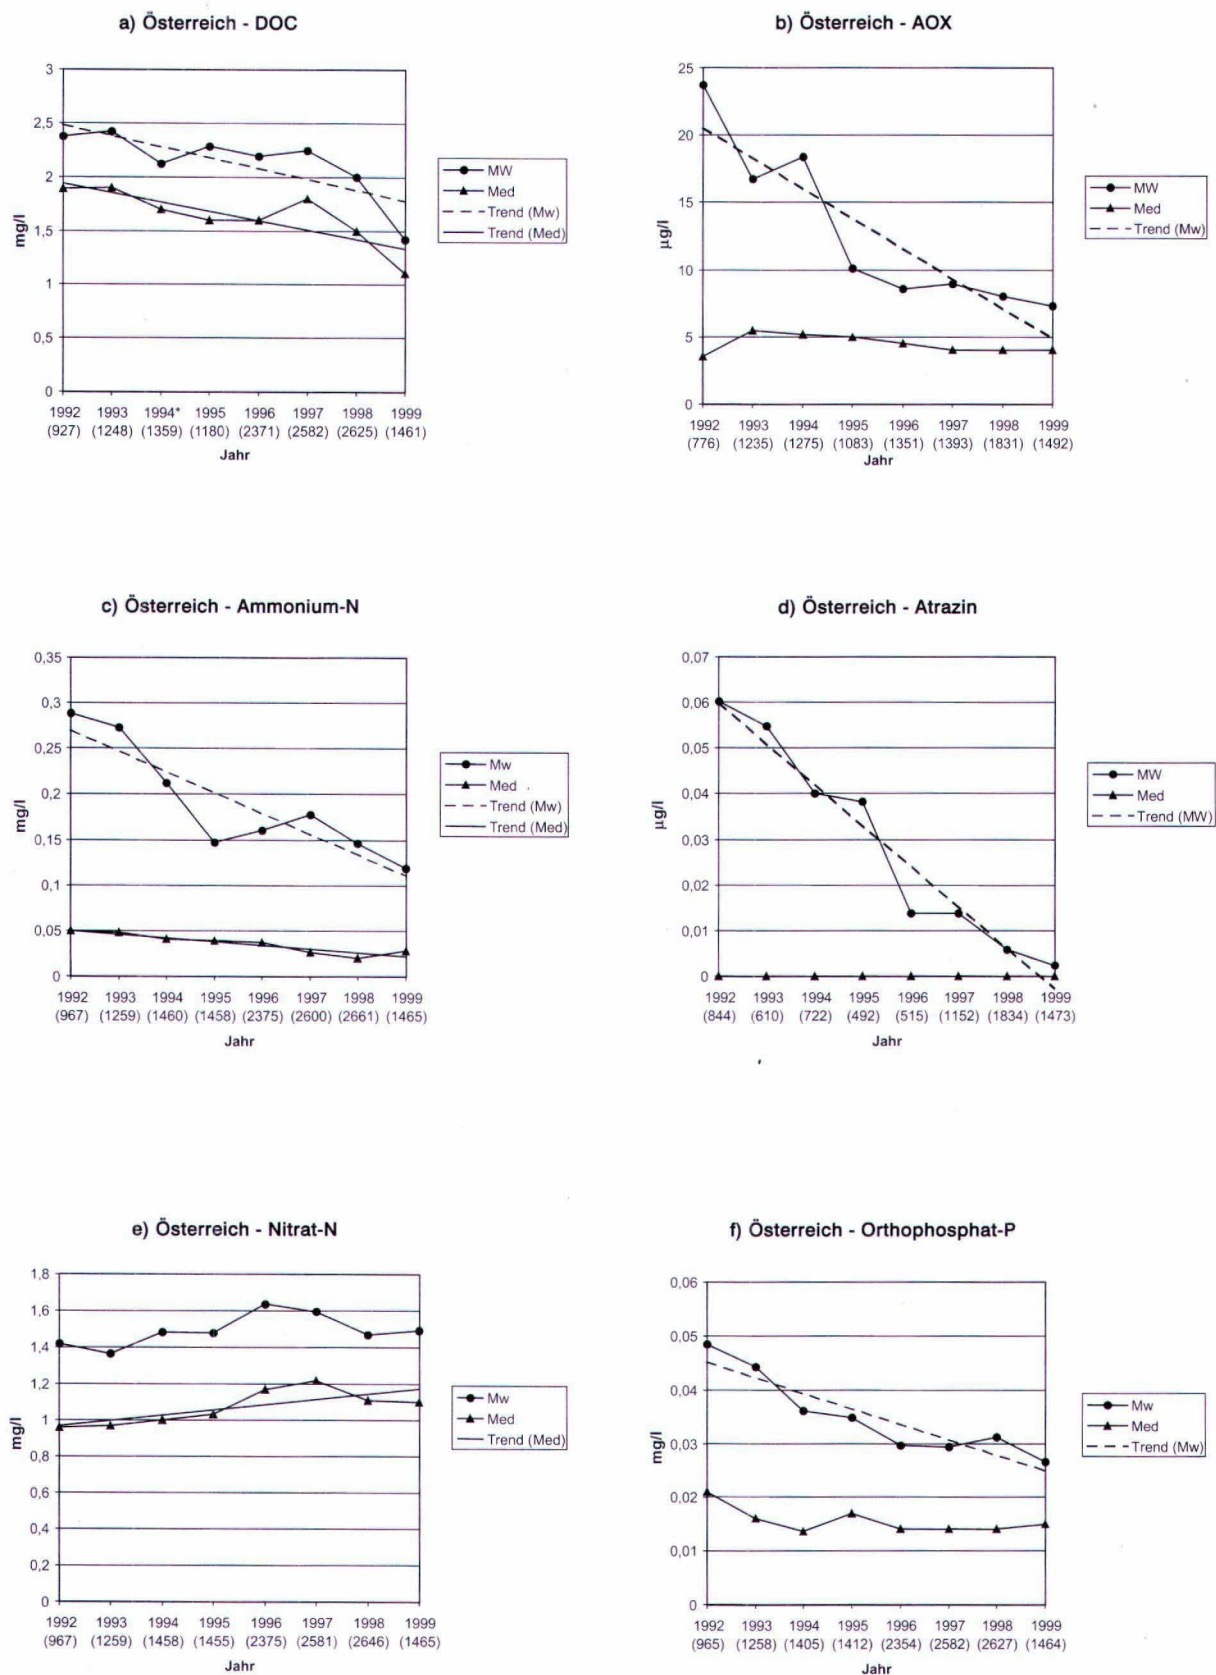 a) Österreich - DOC
3
2,5
2
1,5
1
0,5
0
mg/l
1992 1993 1994* 1995 1996 1997 1998 1999
(927) (1248) (1359) (1180) (2371) (2582) (2625) (1461)
Jahr
MW
Med
Trend (Mw)
Trend (Med)
b) Österreich - AOX
25
20
15
10
5
0
µg/l
1992 1993 1994 1995 1996 1997 1998 1999
(776) (1235) (1275) (1083) (1351) (1393) (1831) (1492)
Jahr
MW
Med
Trend (Mw)
c) Österreich - Ammonium-N
0,35
0,3
0,25
0,2
0,15
0,1
0,05
0
mg/l
1992 1993 1994 1995 1996 1997 1998 1999
(967) (1259) (1460) (1458) (2375) (2600) (2661) (1465)
Jahr
Mw
Med
Trend (Mw)
Trend (Med)
d) Österreich - Atrazin
0,07
0,06
0,05
0,04
0,03
0,02
0,01
0
µg/l
1992 1993 1994 1995 1996 1997 1998 1999
(844) (610) (722) (492) (515) (1152) (1834) (1473)
Jahr
MW
Med
Trend (MW)
e) Österreich - Nitrat-N
1,8
1,6
1,4
1,2
1
0,8
0,6
0,4
0,2
0
mg/l
1992 1993 1994 1995 1996 1997 1998 1999
(967) (1259) (1458) (1455) (2375) (2581) (2646) (1465)
Jahr
Mw
Med
Trend (Med)
f) Österreich - Orthophosphat-P
0,06
0,05
0,04
0,03
0,02
0,01
0
mg/l
1992 1993 1994 1995 1996 1997 1998 1999
(965) (1258) (1405) (1412) (2354) (2582) (2627) (1464)
Jahr
Mw
Med
Trend (Mw)